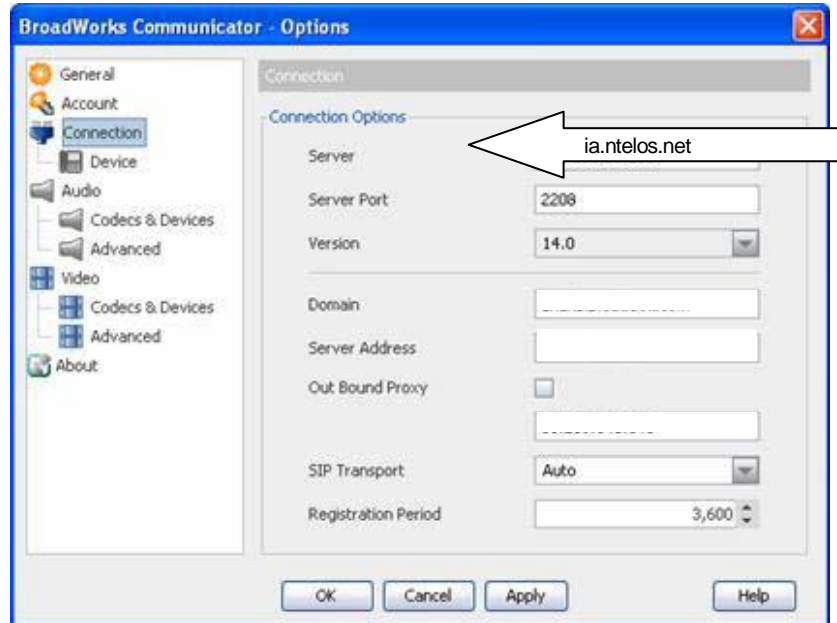 BroadWorks Communicator - Options
General
Account
Connection
Device
Audio
Codecs & Devices
Advanced
Video
Codecs & Devices
Advanced
About
Connection
Connection Options
Server
ia.ntelos.net
Server Port
2208
Version
14.0
Domain
Server Address
Out Bound Proxy
SIP Transport
Auto
Registration Period
3,600
OK
Cancel
Apply
Help